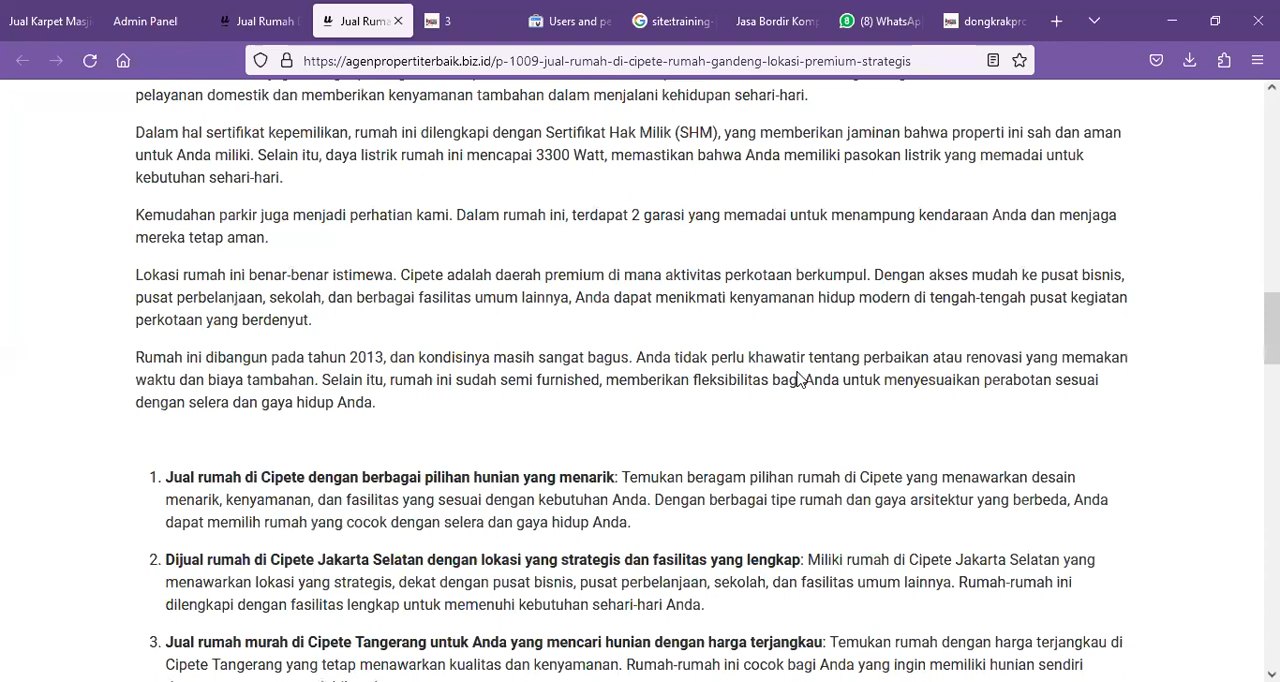 Jual Karpet Masj
Admin Panel
Jual Rumah
Jual Ruma
3
Users and pe
site:training-
Jasa Bordir Kom
(8) WhatsAp
dongkrakpro
https://agenpropertiterbaik.biz.id/p-1009-jual-rumah-di-cipete-rumah-gandeng-lokasi-premium-strategis
pelayanan domestik dan memberikan kenyamanan tambahan dalam menjalani kehidupan sehari-hari.
Dalam hal sertifikat kepemilikan, rumah ini dilengkapi dengan Sertifikat Hak Milik (SHM), yang memberikan jaminan bahwa properti ini sah dan aman
untuk Anda miliki. Selain itu, daya listrik rumah ini mencapai 3300 Watt, memastikan bahwa Anda memiliki pasokan listrik yang memadai untuk
kebutuhan sehari-hari.
Kemudahan parkir juga menjadi perhatian kami. Dalam rumah ini, terdapat 2 garasi yang memadai untuk menampung kendaraan Anda dan menjaga
mereka tetap aman.
Lokasi rumah ini benar-benar istimewa. Cipete adalah daerah premium di mana aktivitas perkotaan berkumpul. Dengan akses mudah ke pusat bisnis,
pusat perbelanjaan, sekolah, dan berbagai fasilitas umum lainnya, Anda dapat menikmati kenyamanan hidup modern di tengah-tengah pusat kegiatan
perkotaan yang berdenyut.
Rumah ini dibangun pada tahun 2013, dan kondisinya masih sangat bagus. Anda tidak perlu khawatir tentang perbaikan atau renovasi yang memakan
waktu dan biaya tambahan. Selain itu, rumah ini sudah semi furnished, memberikan fleksibilitas bagi Anda untuk menyesuaikan perabotan sesuai
dengan selera dan gaya hidup Anda.
1. Jual rumah di Cipete dengan berbagai pilihan hunian yang menarik: Temukan beragam pilihan rumah di Cipete yang menawarkan desain
menarik, kenyamanan, dan fasilitas yang sesuai dengan kebutuhan Anda. Dengan berbagai tipe rumah dan gaya arsitektur yang berbeda, Anda
dapat memilih rumah yang cocok dengan selera dan gaya hidup Anda.
2. Dijual rumah di Cipete Jakarta Selatan dengan lokasi yang strategis dan fasilitas yang lengkap: Miliki rumah di Cipete Jakarta Selatan yang
menawarkan lokasi yang strategis, dekat dengan pusat bisnis, pusat perbelanjaan, sekolah, dan fasilitas umum lainnya. Rumah-rumah ini
dilengkapi dengan fasilitas lengkap untuk memenuhi kebutuhan sehari-hari Anda.
3. Jual rumah murah di Cipete Tangerang untuk Anda yang mencari hunian dengan harga terjangkau: Temukan rumah dengan harga terjangkau di
Cipete Tangerang yang tetap menawarkan kualitas dan kenyamanan. Rumah-rumah ini cocok bagi Anda yang ingin memiliki hunian sendiri